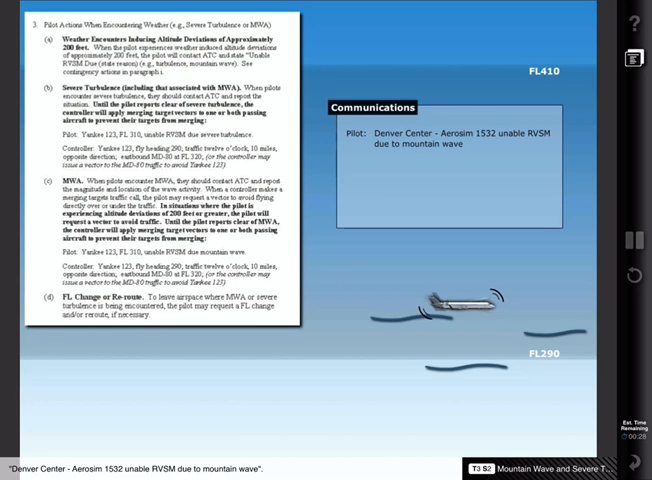 3. Pilot Actions When Encountering Weather (e.g., Severe Turbulence or MWA)
(a) Weather Encounters Inducing Altitude Deviations of Approximately
200 feet. When the pilot experiences weather induced altitude deviations
of approximately 200 feet, the pilot will contact ATC and state "Unable
RVSM Due (state reason) (e.g., turbulence, mountain wave). See
contingency actions in paragraph i.
(b) Severe Turbulence (including that associated with MWA). When pilots
encounter severe turbulence, they should contact ATC and report the
situation. Until the pilot reports clear of severe turbulence, the
controller will apply merging target vectors to one or both passing
aircraft to prevent their targets from merging:
Pilot: Yankee 123, FL 310, unable RVSM due severe turbulence.
Controller: Yankee 123, fly heading 290; traffic twelve o'clock, 10 miles,
opposite direction; eastbound MD-80 at FL 320, (or the controller may
issue a vector to the MD-80 traffic to avoid Yankee 123)
(c) MWA. When pilots encounter MWA, they should contact ATC and report
the magnitude and location of the wave activity. When a controller makes a
merging targets traffic call, the pilot may request a vector to avoid flying
directly over or under the traffic. In situations where the pilot is
experiencing altitude deviations of 200 feet or greater, the pilot will
request a vector to avoid traffic. Until the pilot reports clear of MWA,
the controller will apply merging target vectors to one or both passing
aircraft to prevent their targets from merging:
Pilot: Yankee 123, FL 310, unable RVSM due mountain wave.
Controller: Yankee 123, fly heading 290; traffic twelve o'clock, 10 miles,
opposite direction; eastbound MD-80 at FL 320, (or the controller may
issue a vector to the MD-80 traffic to avoid Yankee 123)
(d) FL Change or Re-route. To leave airspace where MWA or severe
turbulence is being encountered, the pilot may request a FL change
and/or reroute, if necessary.
FL410
Communications
Pilot: Denver Center - Aerosim 1532 unable RVSM
due to mountain wave
FL290
?
Est. Time
Remaining
00:28
"Denver Center - Aerosim 1532 unable RVSM due to mountain wave".
T3 S2 Mountain Wave and Severe T...